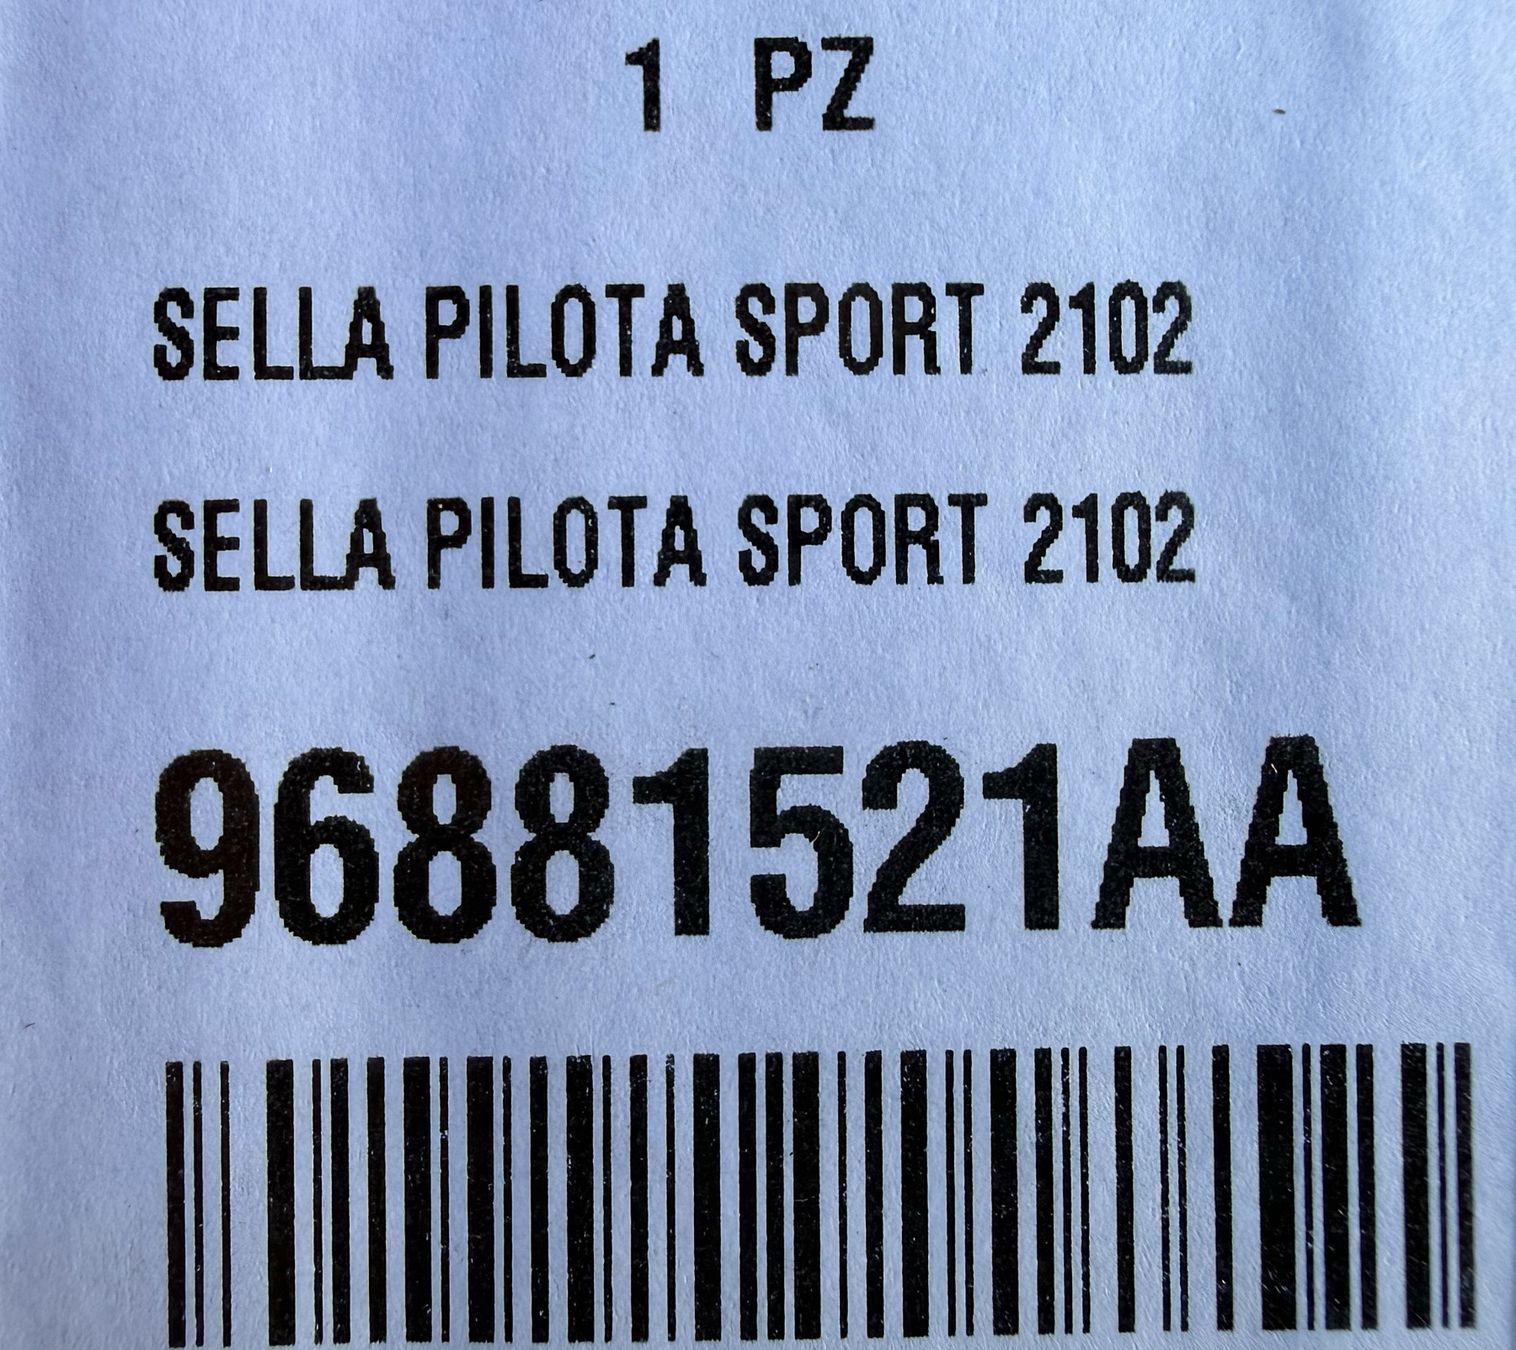 1 PZ
SELLA PILOTA SPORT 2102
SELLA PILOTA SPORT 2102
96881521AA